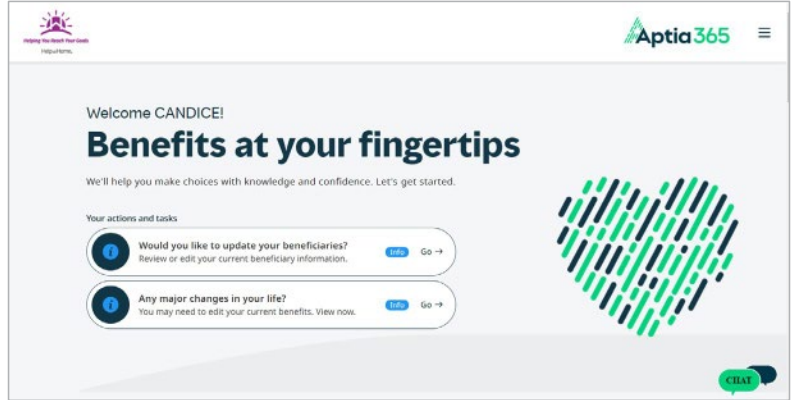 Helping You Reach Your Goals
Help at Home.
Aptia365
Welcome CANDICE!
Benefits at your fingertips
We'll help you make choices with knowledge and confidence. Let's get started.
Your actions and tasks
Would you like to update your beneficiaries?
Review or edit your current beneficiary information.
Info Go →
Any major changes in your life?
You may need to edit your current benefits. View now.
Info Go →
CHAT